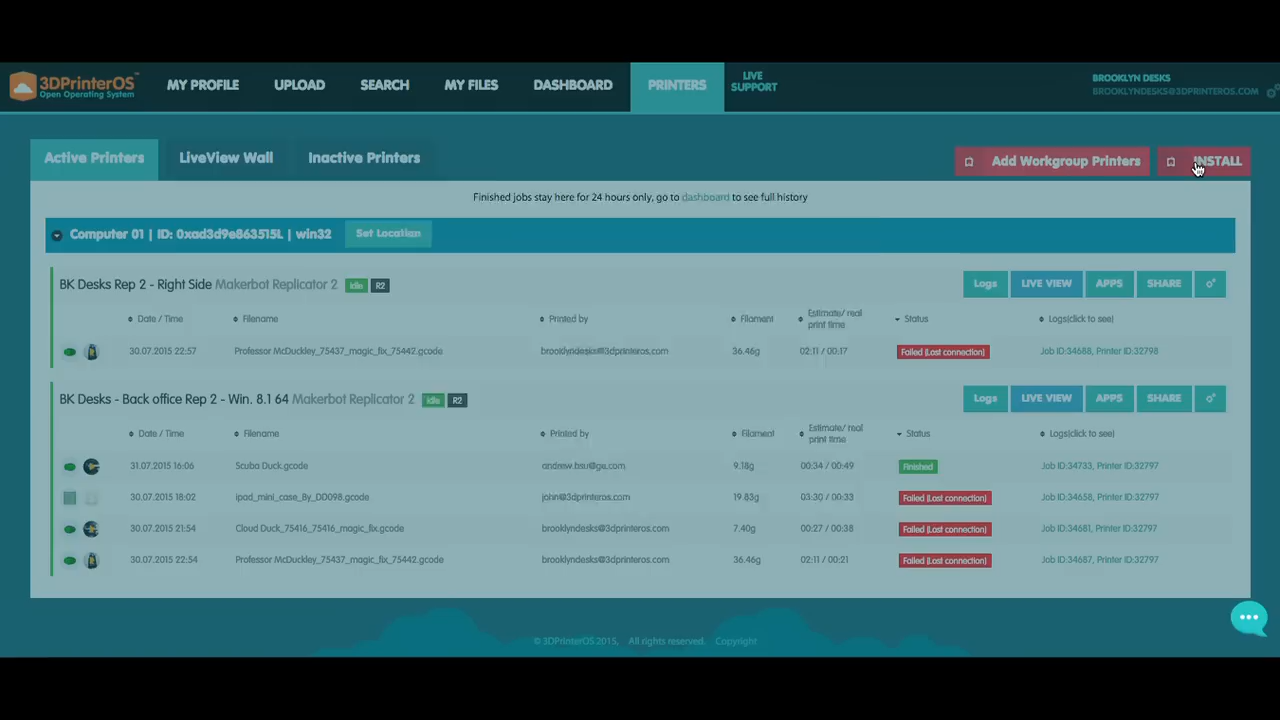 3DPrinterOS™
Open Operating System
MY PROFILE UPLOAD SEARCH MY FILES DASHBOARD PRINTERS LIVE SUPPORT
BROOKLYN DESKS
BROOKLYNDESKS@3DPRINTEROS.COM
Active Printers LiveView Wall Inactive Printers Add Workgroup Printers INSTALL
Finished jobs stay here for 24 hours only, go to dashboard to see full history
Computer 01 | ID: 0xad3d9e863515L | win32 Set Location
BK Desks Rep 2 - Right Side Makerbot Replicator 2 Idle R2 Logs LIVE VIEW APPS SHARE
Date / Time Filename Printed by Filament Estimate/ real print time Status Logs(click to see)
30.07.2015 22:57 Professor McDuckley_75437_magic_fix_75442.gcode brooklyndesks@3dprinteros.com 36.46g 02:11 / 00:17 Failed (Last connection) Job ID:34688, Printer ID:32798
BK Desks - Back office Rep 2 - Win. 8.1 64 Makerbot Replicator 2 Idle R2 Logs LIVE VIEW APPS SHARE
Date / Time Filename Printed by Filament Estimate/ real print time Status Logs(click to see)
31.07.2015 16:06 Scuba Duck.gcode andrew.bsu@ge.com 9.18g 00:34 / 00:49 Finished Job ID:34733, Printer ID:32797
30.07.2015 18:02 ipad_mini_case_By_DD098.gcode john@3dprinteros.com 19.83g 03:30 / 00:33 Failed (Last connection) Job ID:34658, Printer ID:32797
30.07.2015 21:54 Cloud Duck_75416_75416_magic_fix.gcode brooklyndesks@3dprinteros.com 7.40g 00:27 / 00:38 Failed (Last connection) Job ID:34681, Printer ID:32797
30.07.2015 22:54 Professor McDuckley_75437_magic_fix_75442.gcode brooklyndesks@3dprinteros.com 36.46g 02:11 / 00:21 Failed (Last connection) Job ID:34687, Printer ID:32797
© 3DPrinterOS 2015, All rights reserved. Copyright